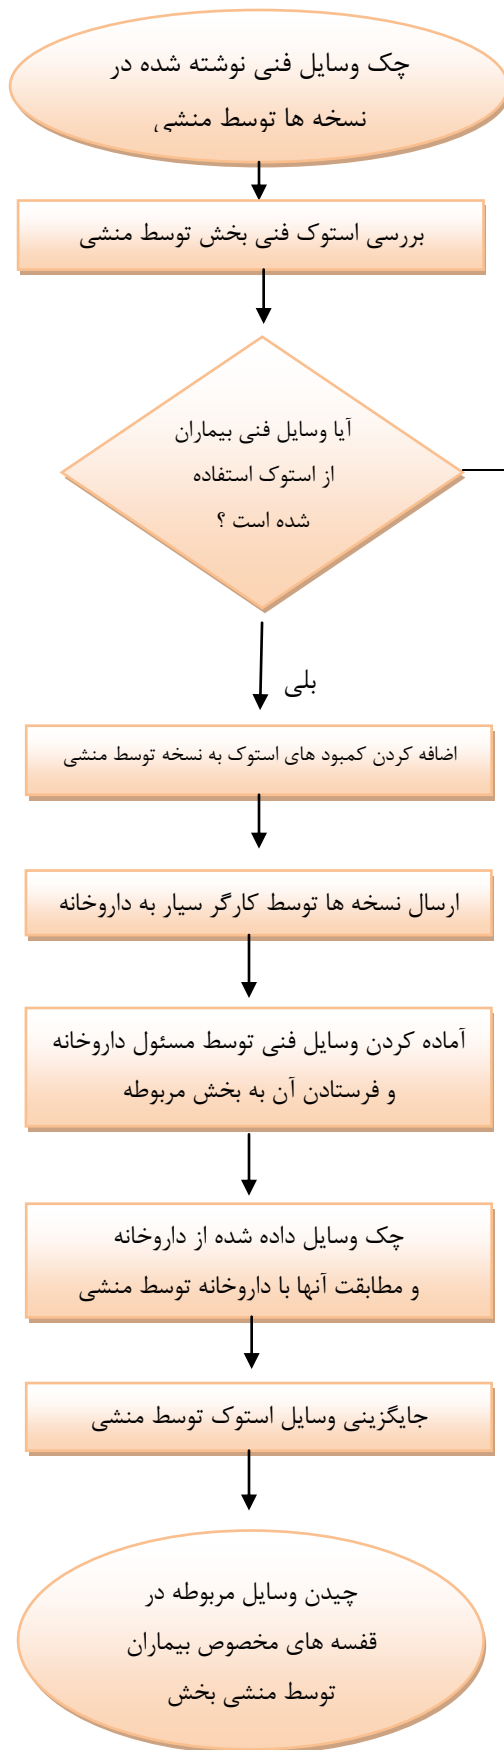 چک وسایل فنی نوشته شده در
نسخه ها توسط منشی
بررسی استوک فنی بخش توسط منشی
آیا وسایل فنی بیماران
از استوک استفاده
شده است ؟
بلی
اضافه کردن کمبود های استوک به نسخه توسط منشی
ارسال نسخه ها توسط کارگر سیار به داروخانه
آماده کردن وسایل فنی توسط مسئول داروخانه
و فرستادن آن به بخش مربوطه
چک وسایل داده شده از داروخانه
و مطابقت آنها با داروخانه توسط منشی
جایگزینی وسایل استوک توسط منشی
چیدن وسایل مربوطه در
قفسه های مخصوص بیماران
توسط منشی بخش